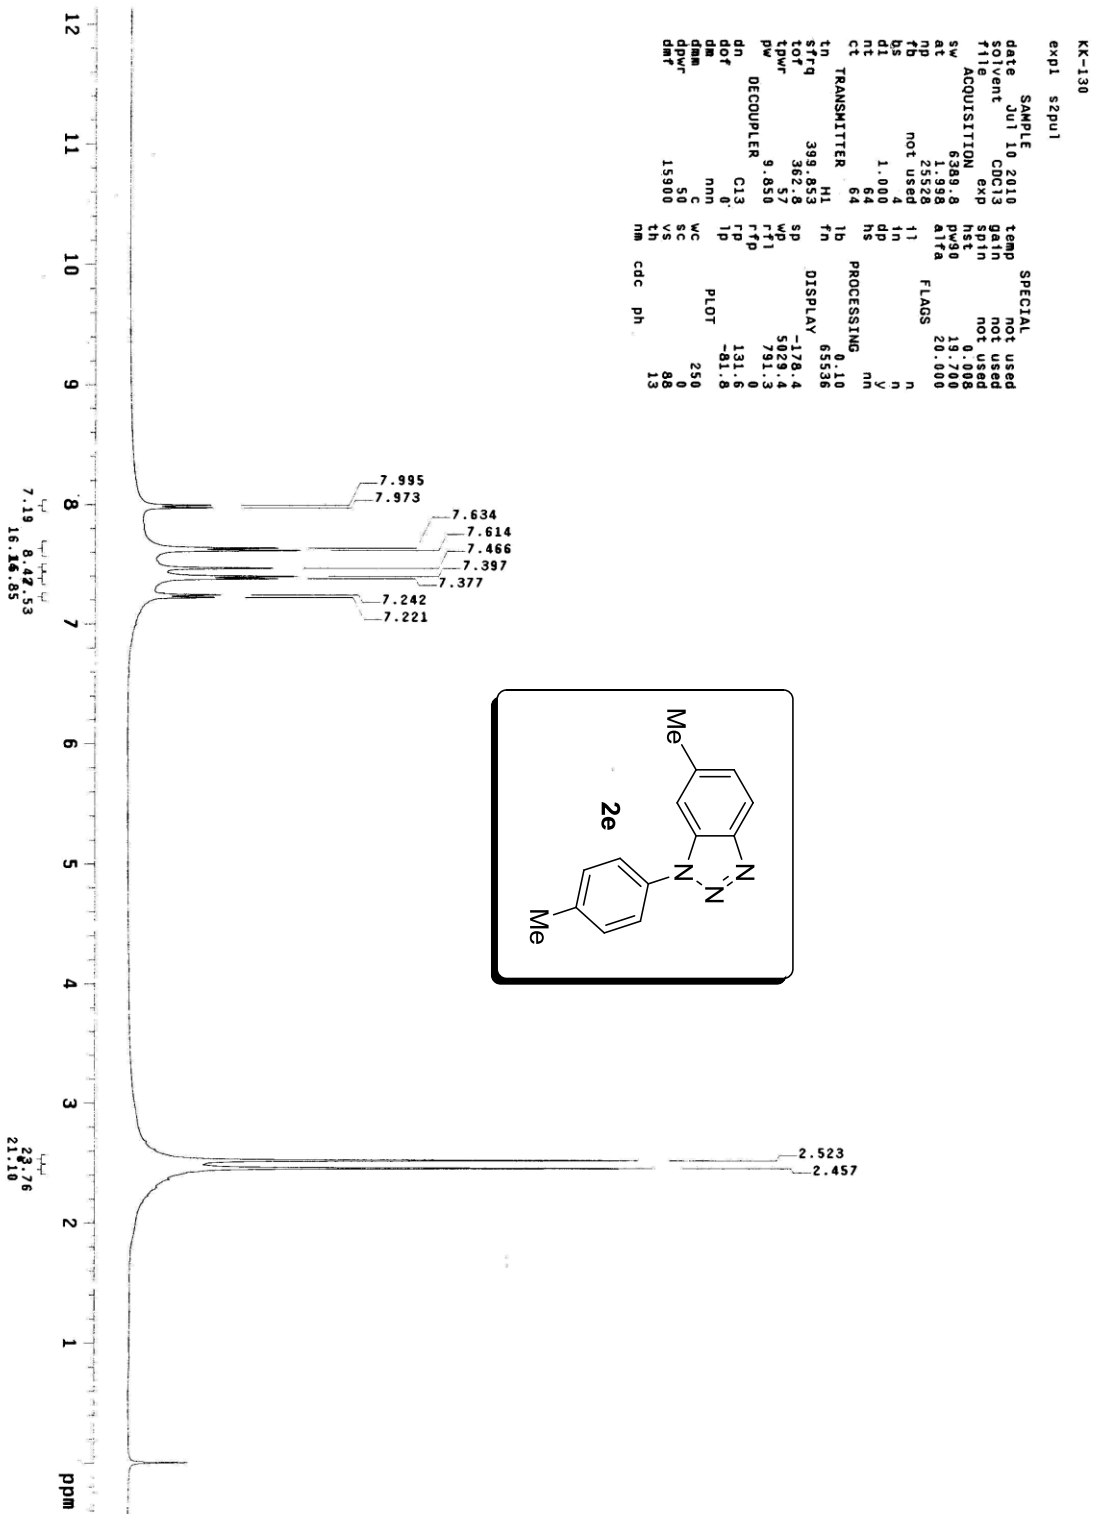 KK-130
exp1 s2pul
SAMPLE SPECIAL
date Jul 10 2010 temp not used
solvent CDCl3 gain not used
file exp spin not used
ACQUISITION hst 0.008
sw 6389.8 pw90 19.700
at 1.998 alfa 20.000
np 25528 FLAGS
fb not used il n
bs 4 in n
d1 1.000 dp y
nt 64 hs nn
ct 64 PROCESSING
TRANSMITTER lb 0.10
tn H1 fn 65536
sfrq 399.853 DISPLAY
tof 362.8 sp -178.4
tpwr 57 wp 5029.4
pw 9.850 rfl 791.3
DECOUPLER rfp 0
dn C13 rp 131.6
dof 0 lp -81.8
dm nnn PLOT
dmm c wc 250
dpwr 50 sc 0
dmf 15900 vs 88
th 13
nm cdc ph
7.995
7.973
7.634
7.614
7.466
7.397
7.377
7.242
7.221
2.523
2.457
Me
N
N
N
2e
Me
12 11 10 9 8 7 6 5 4 3 2 1 ppm
7.19
23.76
21.10